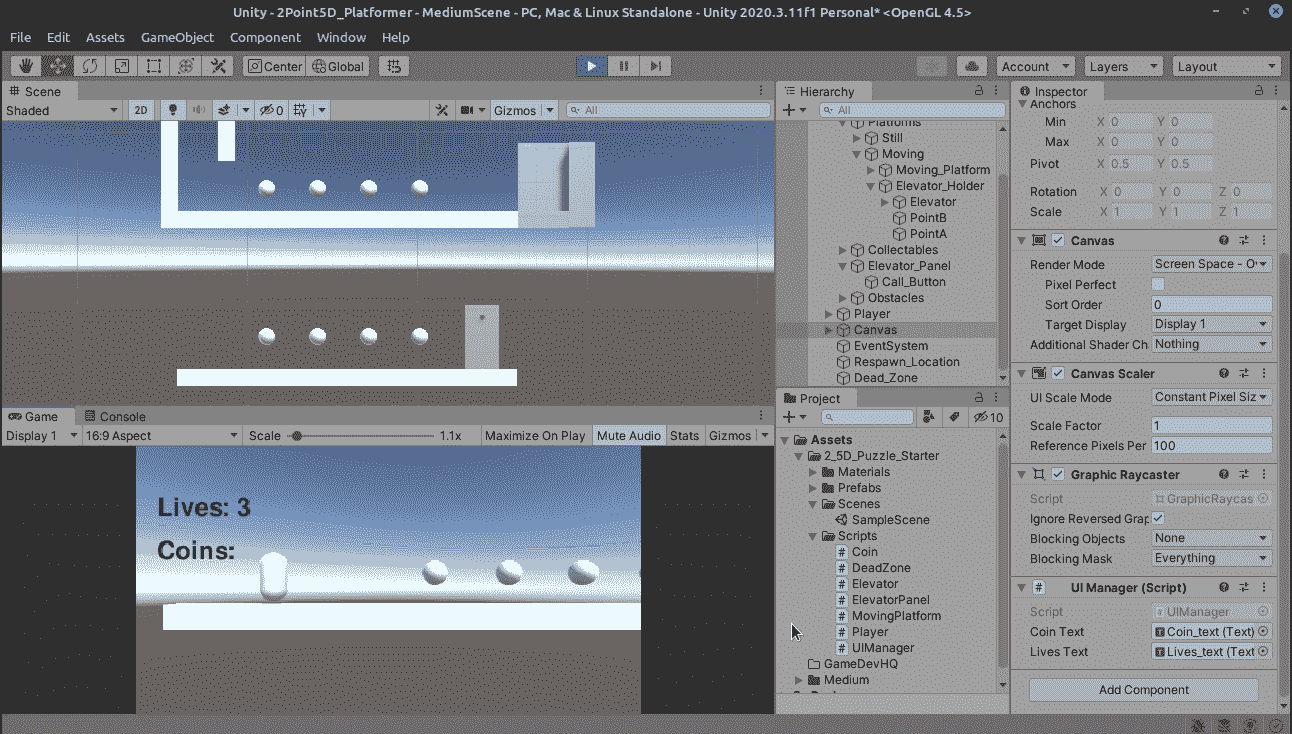 Unity - 2Point5D_Platformer - MediumScene - PC, Mac & Linux Standalone - Unity 2020.3.11f1 Personal* <OpenGL 4.5>
File Edit Assets GameObject Component Window Help
Center Global Account Layers Layout
Scene
Shaded 2D 0 Gizmos All
Game Console
Display 1 16:9 Aspect Scale 1.1x Maximize On Play Mute Audio Stats Gizmos
Lives: 3
Coins:
Hierarchy
All
Platforms
Still
Moving
Moving_Platform
Elevator_Holder
Elevator
PointB
PointA
Collectables
Elevator_Panel
Call_Button
Obstacles
Player
Canvas
EventSystem
Respawn_Location
Dead_Zone
Project
10
Assets
2_5D_Puzzle_Starter
Materials
Prefabs
Scenes
SampleScene
Scripts
Coin
DeadZone
Elevator
ElevatorPanel
MovingPlatform
Player
UIManager
GameDevHQ
Medium
Inspector
Anchors
Min X 0 Y 0
Max X 0 Y 0
Pivot X 0.5 Y 0.5
Rotation X 0 Y 0 Z 0
Scale X 1 Y 1 Z 1
Canvas
Render Mode Screen Space - O
Pixel Perfect
Sort Order 0
Target Display Display 1
Additional Shader Ch Nothing
Canvas Scaler
UI Scale Mode Constant Pixel Siz
Scale Factor 1
Reference Pixels Per 100
Graphic Raycaster
Script GraphicRaycas
Ignore Reversed Grap
Blocking Objects None
Blocking Mask Everything
UI Manager (Script)
Script UIManager
Coin Text Coin_text (Text)
Lives Text Lives_text (Text
Add Component